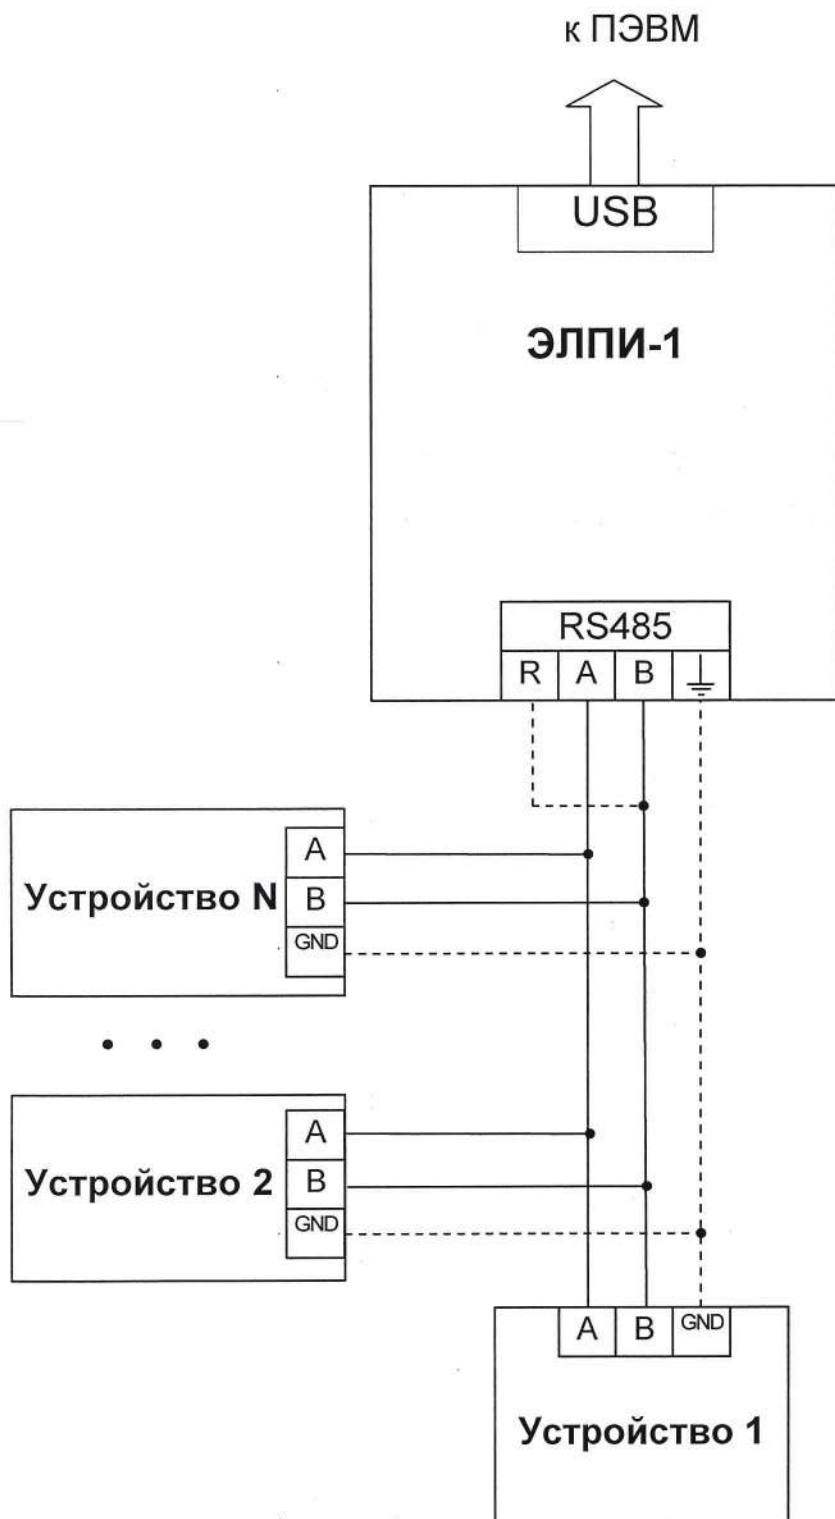 к ПЭВМ
USB
ЭЛПИ-1
RS485
R A B
A
Устройство N B
GND
A
Устройство 2 B
GND
A B GND
Устройство 1